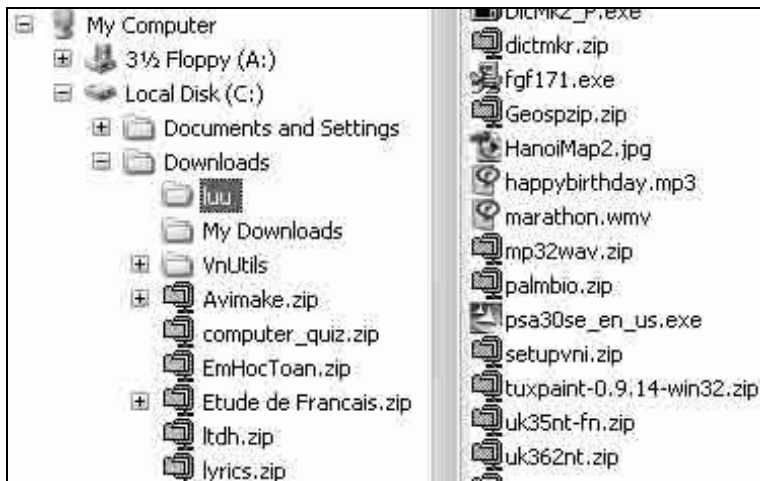 My Computer
3½ Floppy (A:)
Local Disk (C:)
Documents and Settings
Downloads
luu
My Downloads
VnUtils
Avimake.zip
computer_quiz.zip
EmHocToan.zip
Etude de Francais.zip
ltdh.zip
lyrics.zip
DicMk2_P.exe
dictmkr.zip
fgf171.exe
Geospzip.zip
HanoiMap2.jpg
happybirthday.mp3
marathon.wmv
mp32wav.zip
palmbio.zip
psa30se_en_us.exe
setupvni.zip
tuxpaint-0.9.14-win32.zip
uk35nt-fn.zip
uk362nt.zip